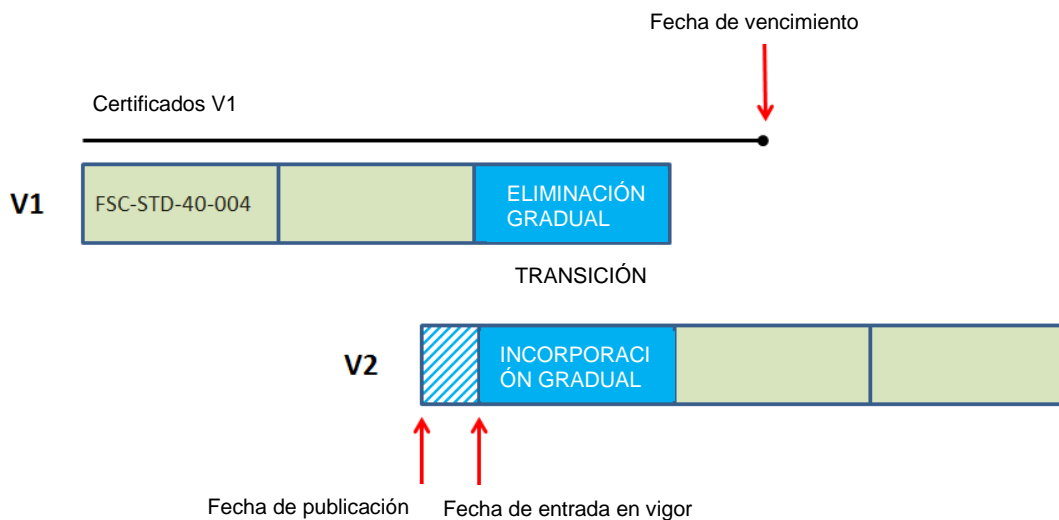 Fecha de vencimiento
Certificados V1
V1
FSC-STD-40-004
ELIMINACIÓN
GRADUAL
TRANSICIÓN
V2
INCORPORACI
ÓN GRADUAL
Fecha de publicación
Fecha de entrada en vigor